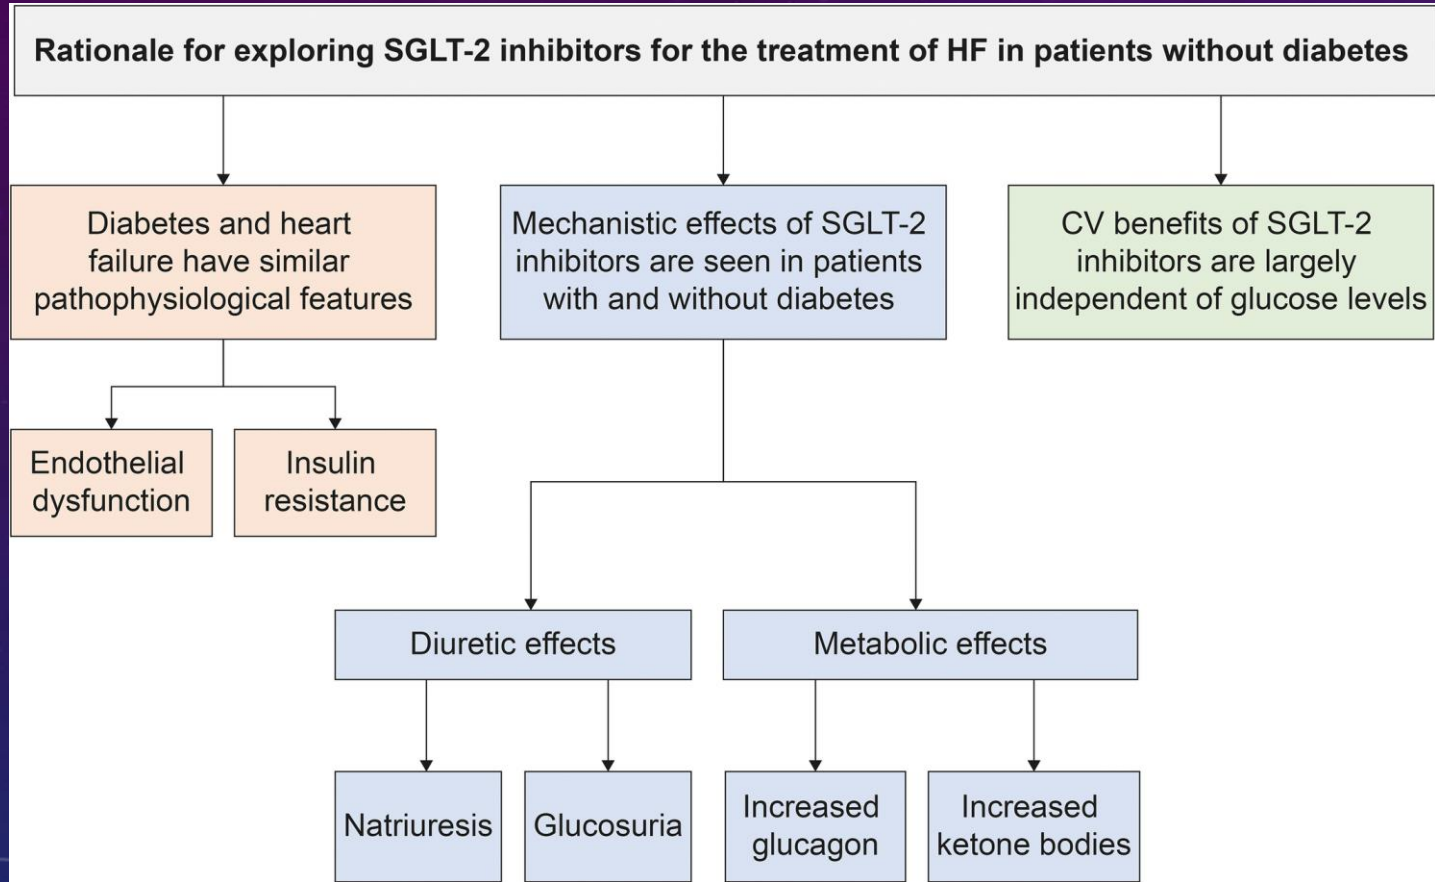 Rationale for exploring SGLT-2 inhibitors for the treatment of HF in patients without diabetes
Diabetes and heart
failure have similar
pathophysiological features
Mechanistic effects of SGLT-2
inhibitors are seen in patients
with and without diabetes
CV benefits of SGLT-2
inhibitors are largely
independent of glucose levels
Endothelial
dysfunction
Insulin
resistance
Diuretic effects
Metabolic effects
Natriuresis
Glucosuria
Increased
glucagon
Increased
ketone bodies